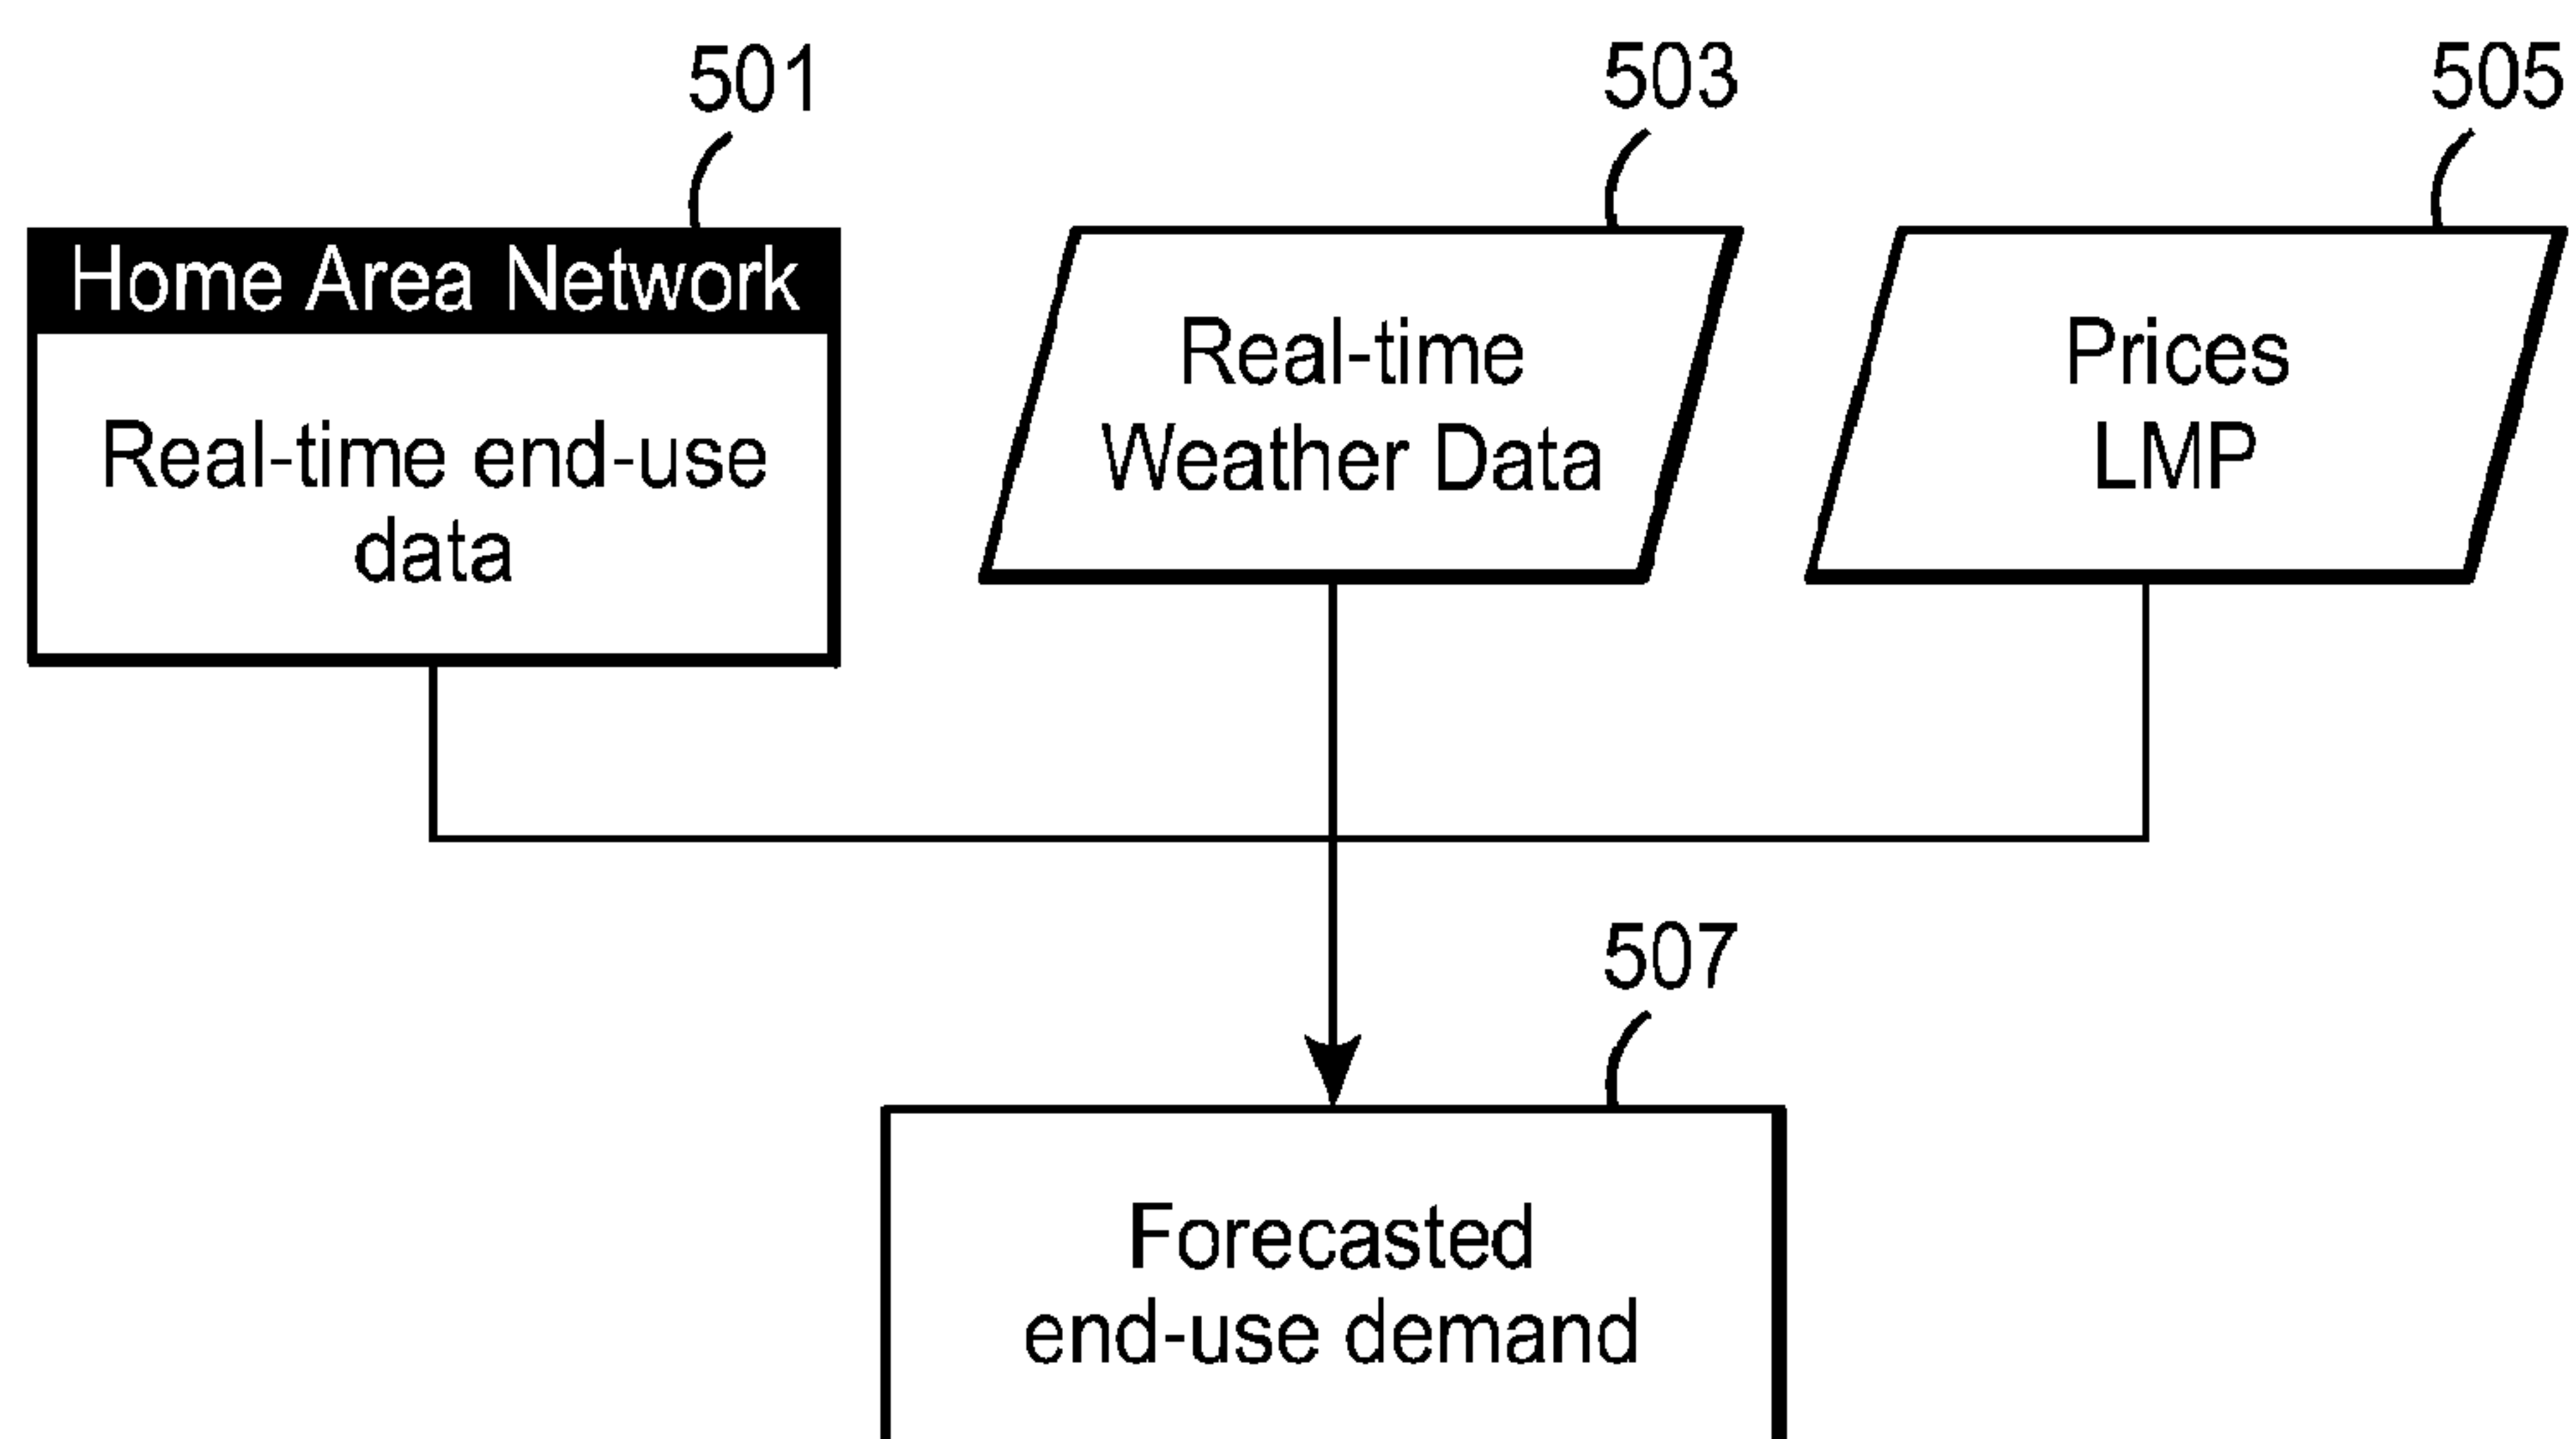 501
503
505
Home Area Network
Real-time end-use
data
Real-time
Weather Data
Prices
LMP
507
Forecasted
end-use demand